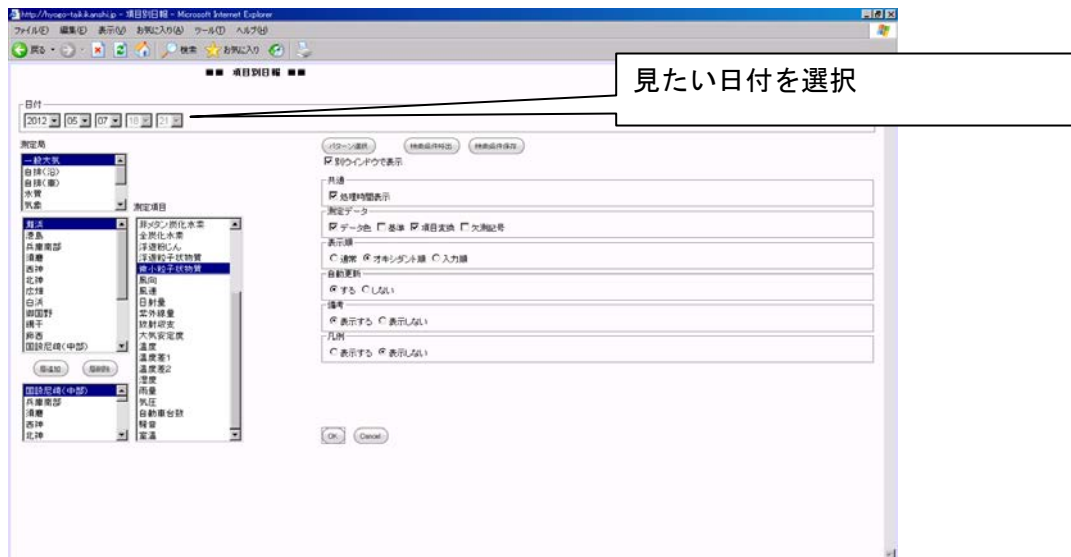 http://hyogo-taikikanshi.jp - 項目別日報 - Microsoft Internet Explorer
ファイル(F) 編集(E) 表示(V) お気に入り(A) ツール(T) ヘルプ(H)
戻る 検索 お気に入り
■■ 項目別日報 ■■
見たい日付を選択
日付
2012 05 07 18 21
測定局
一般大気
自排(沿)
自排(車)
水質
気象
測定項目
灘浜
港島
兵庫南部
須磨
西神
北神
広畑
白浜
御国野
網干
飾西
国設尼崎(中部)
局追加 局削除
国設尼崎(中部)
兵庫南部
須磨
西神
北神
非メタン炭化水素
全炭化水素
浮遊粉じん
浮遊粒子状物質
微小粒子状物質
風向
風速
日射量
紫外線量
放射収支
大気安定度
温度
温度差1
温度差2
湿度
雨量
気圧
自動車台数
騒音
室温
パターン選択 検索条件呼出 検索条件保存
別ウインドウで表示
共通
処理時間表示
測定データ
データ色 基準 項目変換 欠測記号
表示順
通常 オキシダント順 入力順
自動更新
する しない
備考
表示する 表示しない
凡例
表示する 表示しない
OK Cancel